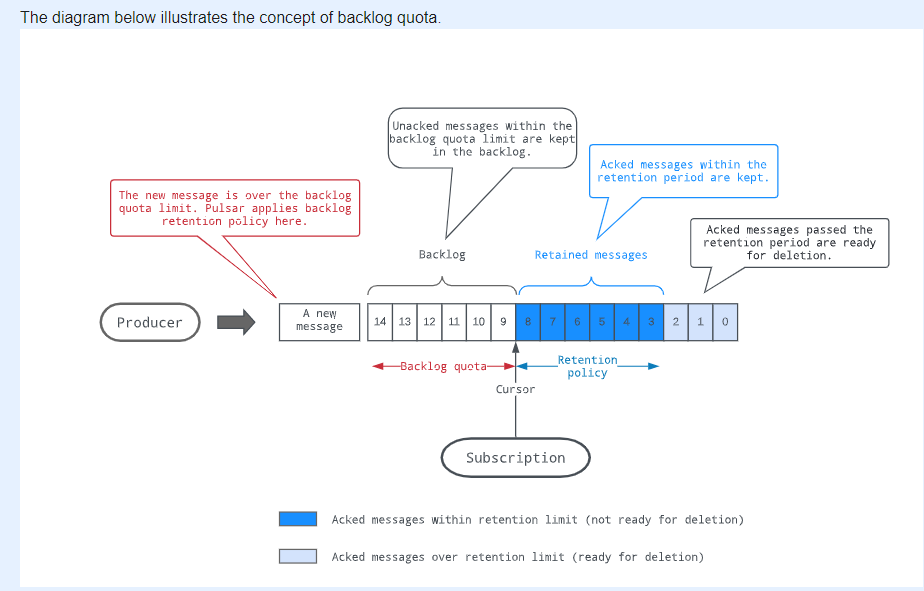 The diagram below illustrates the concept of backlog quota.
Unacked messages within the
backlog quota limit are kept
in the backlog.
Acked messages within the
retention period are kept.
The new message is over the backlog
quota limit. Pulsar applies backlog
retention policy here.
Acked messages passed the
retention period are ready
for deletion.
Backlog
Retained messages
Producer
A new
message
14 13 12 11 10 9 8 7 6 5 4 3 2 1 0
Backlog quota
Retention
policy
Cursor
Subscription
Acked messages within retention limit (not ready for deletion)
Acked messages over retention limit (ready for deletion)